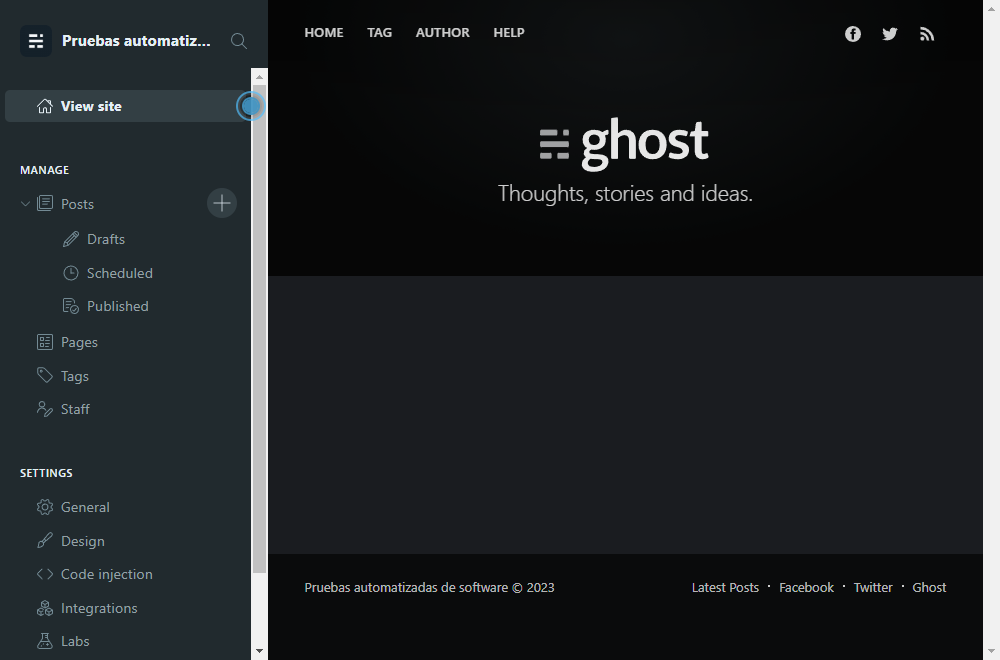 Pruebas automatiz...
View site
MANAGE
Posts
Drafts
Scheduled
Published
Pages
Tags
Staff
SETTINGS
General
Design
Code injection
Integrations
Labs
HOME TAG AUTHOR HELP
ghost
Thoughts, stories and ideas.
Pruebas automatizadas de software © 2023
Latest Posts · Facebook · Twitter · Ghost